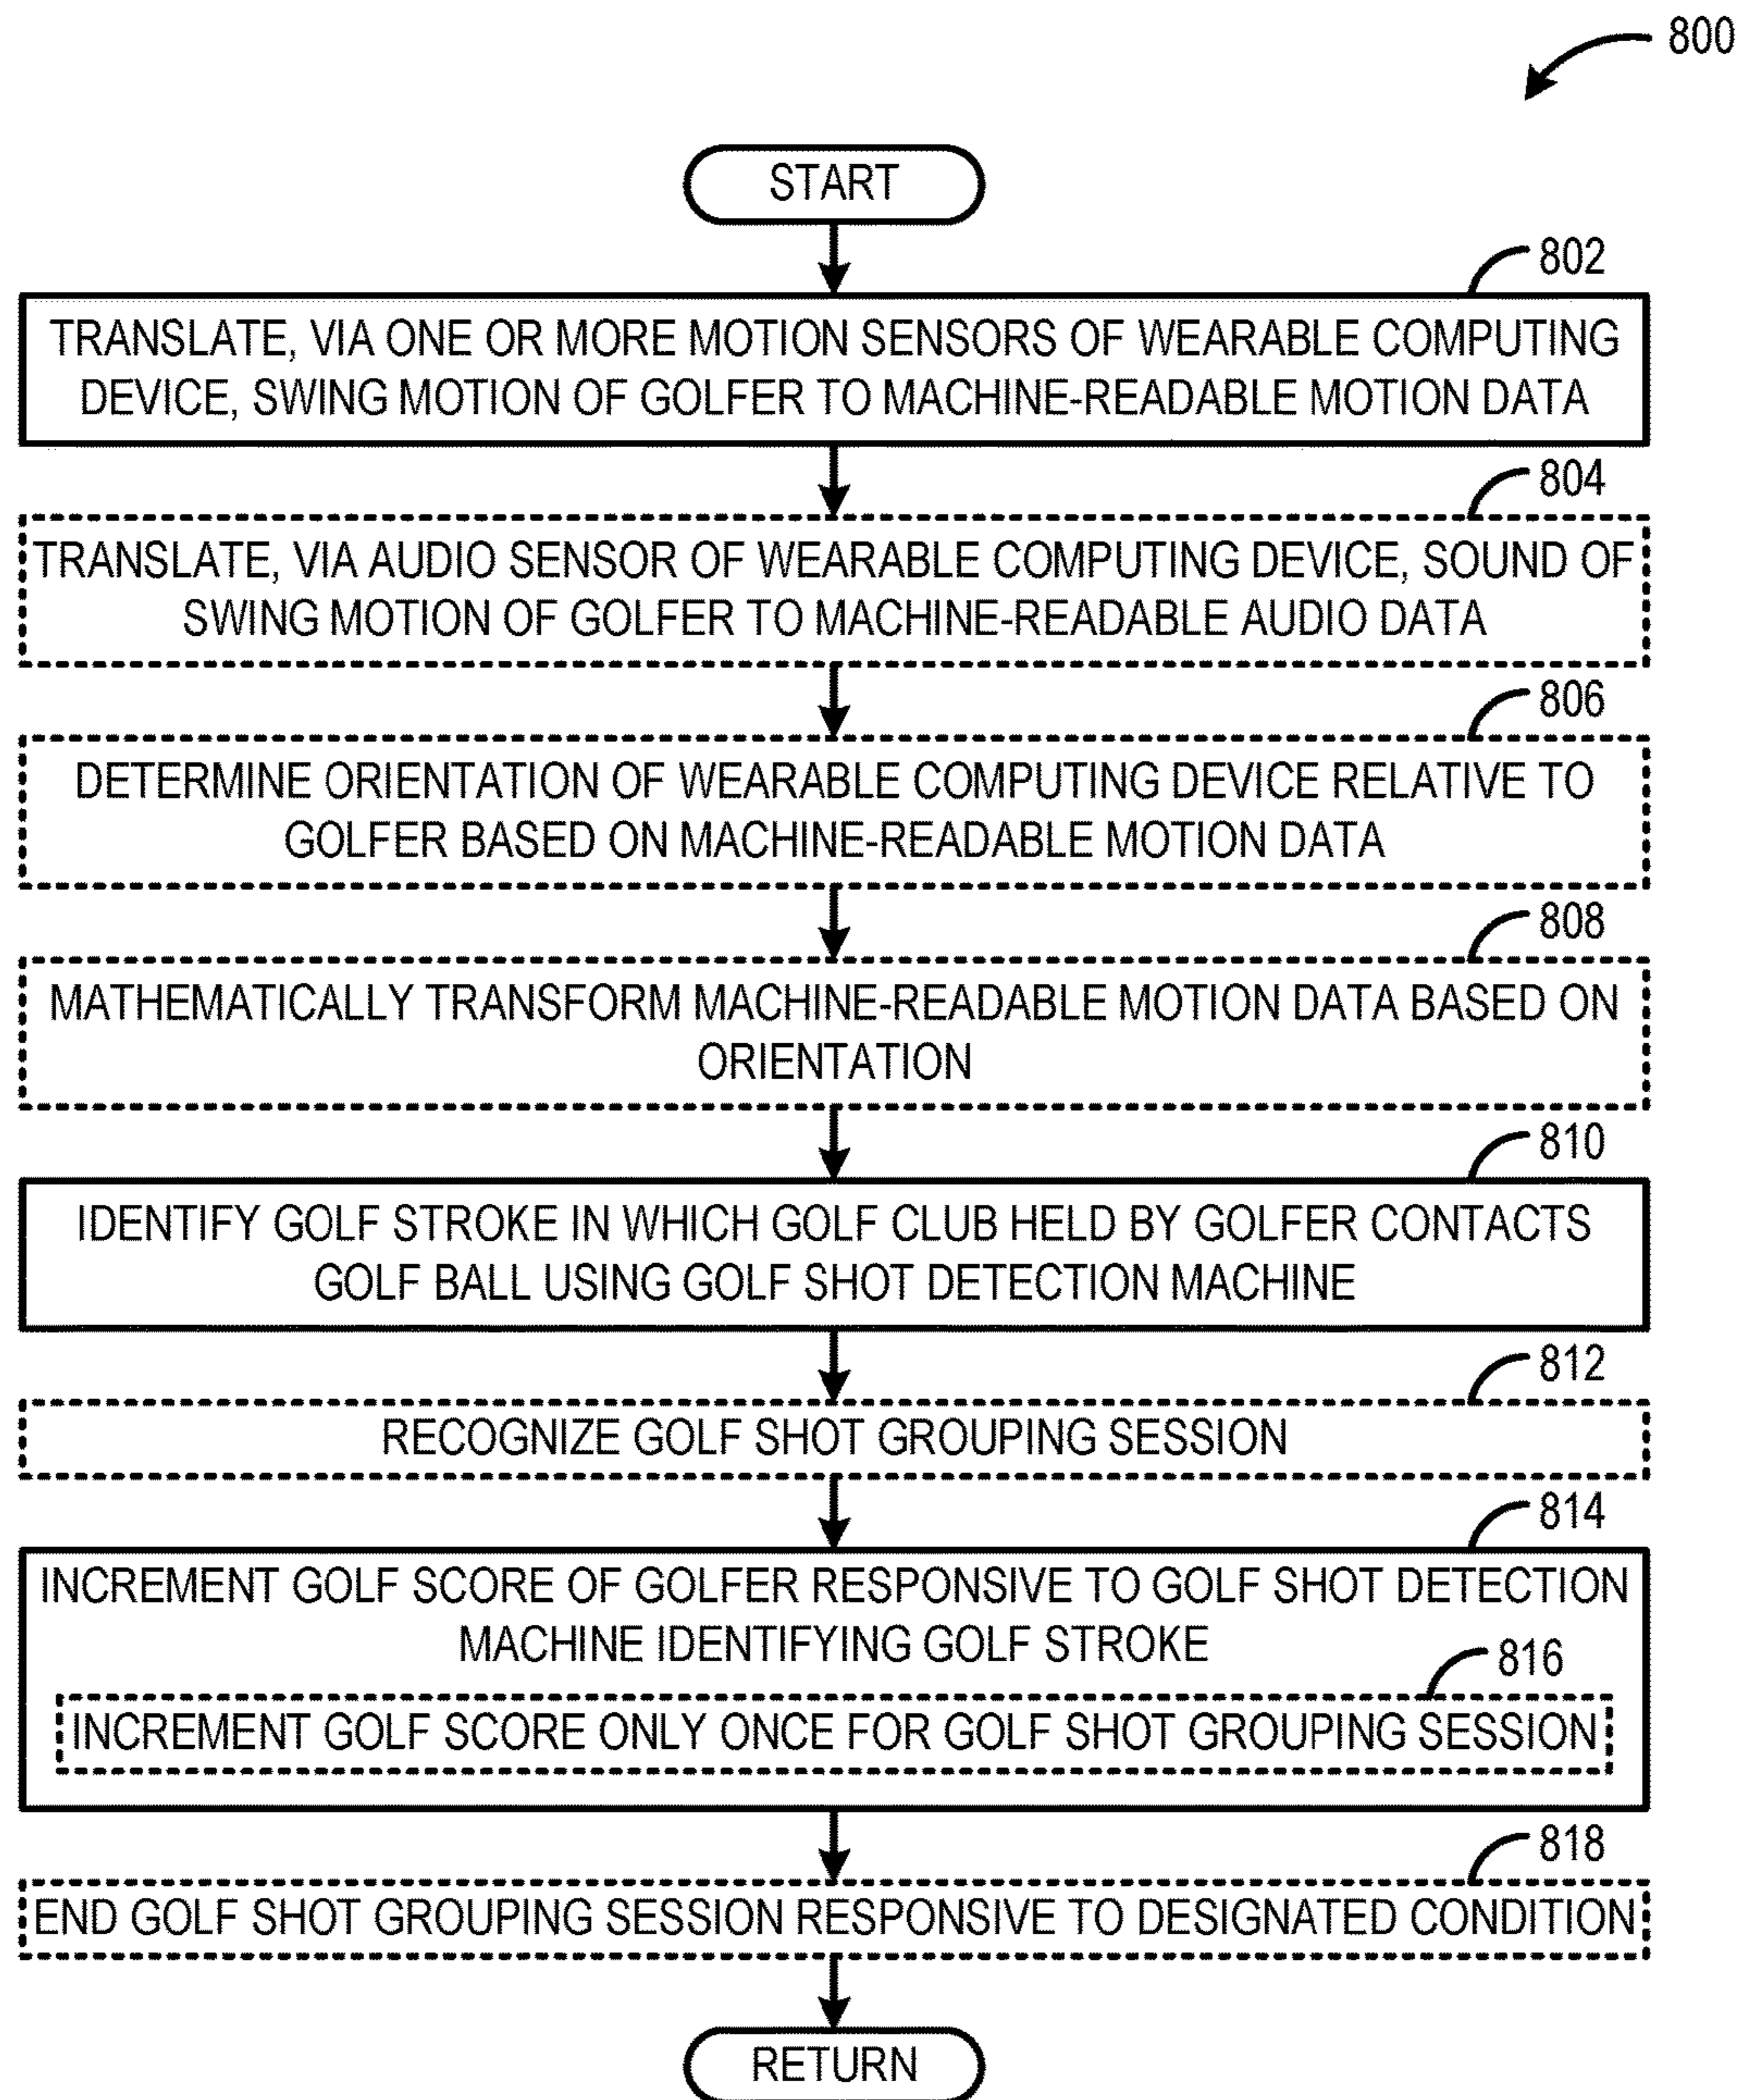 800
START
802
TRANSLATE, VIA ONE OR MORE MOTION SENSORS OF WEARABLE COMPUTING
DEVICE, SWING MOTION OF GOLFER TO MACHINE-READABLE MOTION DATA
804
TRANSLATE, VIA AUDIO SENSOR OF WEARABLE COMPUTING DEVICE, SOUND OF
SWING MOTION OF GOLFER TO MACHINE-READABLE AUDIO DATA
806
DETERMINE ORIENTATION OF WEARABLE COMPUTING DEVICE RELATIVE TO
GOLFER BASED ON MACHINE-READABLE MOTION DATA
808
MATHEMATICALLY TRANSFORM MACHINE-READABLE MOTION DATA BASED ON
ORIENTATION
810
IDENTIFY GOLF STROKE IN WHICH GOLF CLUB HELD BY GOLFER CONTACTS
GOLF BALL USING GOLF SHOT DETECTION MACHINE
812
RECOGNIZE GOLF SHOT GROUPING SESSION
814
INCREMENT GOLF SCORE OF GOLFER RESPONSIVE TO GOLF SHOT DETECTION
MACHINE IDENTIFYING GOLF STROKE
816
INCREMENT GOLF SCORE ONLY ONCE FOR GOLF SHOT GROUPING SESSION
818
END GOLF SHOT GROUPING SESSION RESPONSIVE TO DESIGNATED CONDITION
RETURN